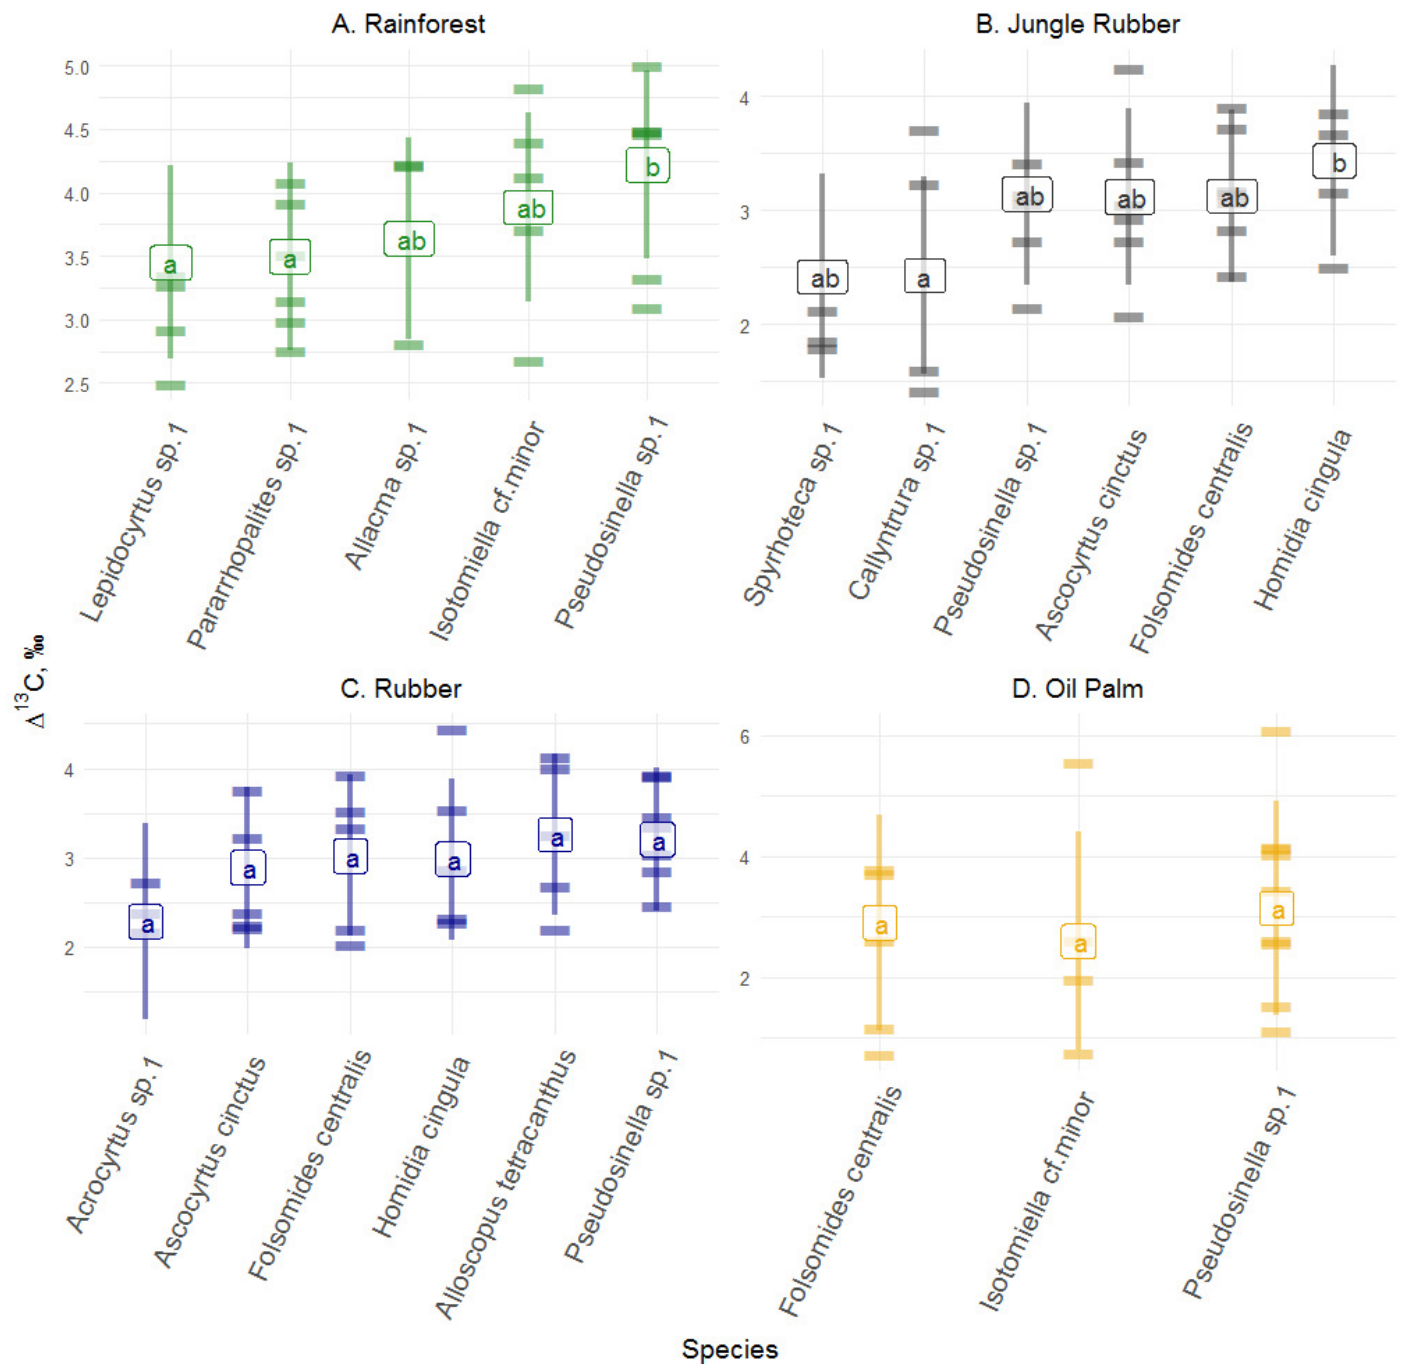 A. Rainforest
5.0
4.5
4.0
3.5
3.0
2.5
a
a
ab
ab
b
Lepidocyrtus sp.1
Pararrhopalites sp.1
Allacma sp.1
Isotomiella cf.minor
Pseudosinella sp.1
B. Jungle Rubber
4
3
2
ab
a
ab
ab
ab
b
Spyrhoteca sp.1
Callyntrura sp.1
Pseudosinella sp.1
Ascocyrtus cinctus
Folsomides centralis
Homidia cingula
Δ¹³C, ‰
C. Rubber
4
3
2
a
a
a
a
a
a
Acrocyrtus sp.1
Ascocyrtus cinctus
Folsomides centralis
Homidia cingula
Alloscopus tetracanthus
Pseudosinella sp.1
D. Oil Palm
6
4
2
a
a
a
Folsomides centralis
Isotomiella cf.minor
Pseudosinella sp.1
Species